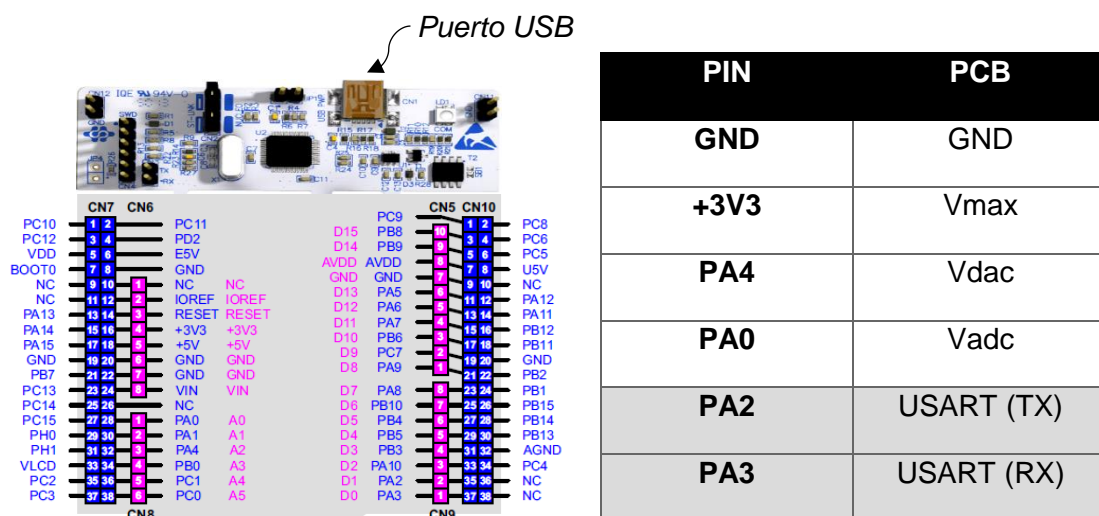 Puerto USB
CN7 CN6
CN5 CN10
PC10 1 2 PC11
PC12 3 4 PD2
VDD 5 6 E5V
BOOT0 7 8 GND
NC 9 10 1 NC NC
NC 11 12 2 IOREF IOREF
PA13 13 14 3 RESET RESET
PA14 15 16 4 +3V3 +3V3
PA15 17 18 5 +5V +5V
GND 19 20 6 GND GND
PB7 21 22 7 GND GND
PC13 23 24 8 VIN VIN
PC14 25 26 NC
PC15 27 28 1 PA0 A0
PH0 29 30 2 PA1 A1
PH1 31 32 3 PA4 A2
VLCD 33 34 4 PB0 A3
PC2 35 36 5 PC1 A4
PC3 37 38 6 PC0 A5
CN8
PC9 1 2 PC8
D15 PB8 10 3 4 PC6
D14 PB9 9 5 6 PC5
AVDD AVDD 8 7 8 U5V
GND GND 7 9 10 NC
D13 PA5 6 11 12 PA12
D12 PA6 5 13 14 PA11
D11 PA7 4 15 16 PB12
D10 PB6 3 17 18 PB11
D9 PC7 2 19 20 GND
D8 PA9 1 21 22 PB2
D7 PA8 8 23 24 PB1
D6 PB10 7 25 26 PB15
D5 PB4 6 27 28 PB14
D4 PB5 5 29 30 PB13
D3 PB3 4 31 32 AGND
D2 PA10 3 33 34 PC4
D1 PA2 2 35 36 NC
D0 PA3 1 37 38 NC
CN9
PIN PCB
GND GND
+3V3 Vmax
PA4 Vdac
PA0 Vadc
PA2 USART (TX)
PA3 USART (RX)